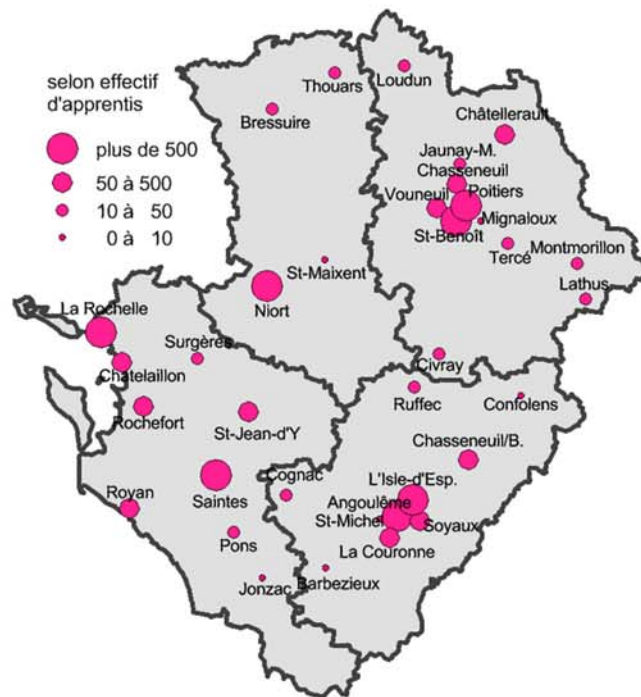 selon effectif
d'apprentis
plus de 500
50 à 500
10 à 50
0 à 10
Thouars
Loudun
Bressuire
Châtellerault
Jaunay-M.
Chasseneuil
Vouneuil
Poitiers
Mignaloux
St-Benoît
Tercé
Montmorillon
Lathus
St-Maixent
Niort
La Rochelle
Surgères
Chatelaillon
Civray
Rochefort
St-Jean-d'Y
Ruffec
Confolens
Chasseneuil/B.
Cognac
L'Isle-d'Esp.
Saintes
Angoulême
St-Michel
Soyaux
Royan
La Couronne
Pons
Jonzac
Barbezieux